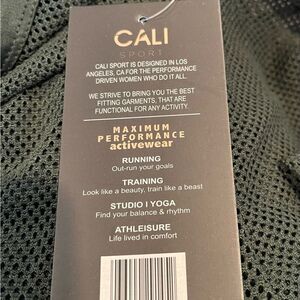 CALI
SPORT
CALI SPORT IS DESIGNED IN LOS
ANGELES, CA FOR THE PERFORMANCE
DRIVEN WOMEN WHO DO IT ALL.
WE STRIVE TO BRING YOU THE BEST
FITTING GARMENTS, THAT ARE
FUNCTIONAL FOR ANY ACTIVITY.
MAXIMUM
PERFORMANCE
activewear
RUNNING
Out-run your goals
TRAINING
Look like a beauty, train like a beast
STUDIO I YOGA
Find your balance & rhythm
ATHLEISURE
Life lived in comfort